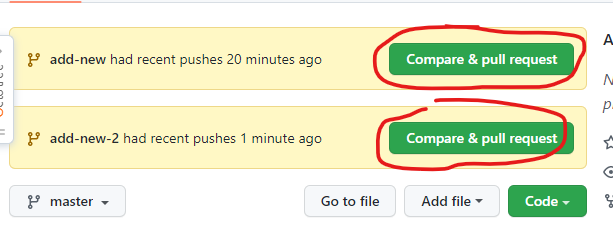 add-new had recent pushes 20 minutes ago Compare & pull request
add-new-2 had recent pushes 1 minute ago Compare & pull request
master Go to file Add file Code
A
N
p